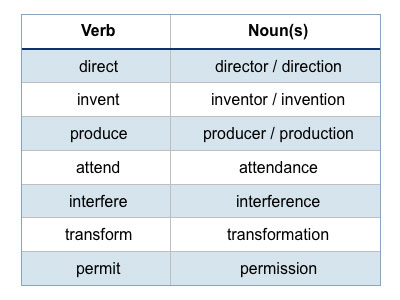 Verb Noun(s)
direct director / direction
invent inventor / invention
produce producer / production
attend attendance
interfere interference
transform transformation
permit permission